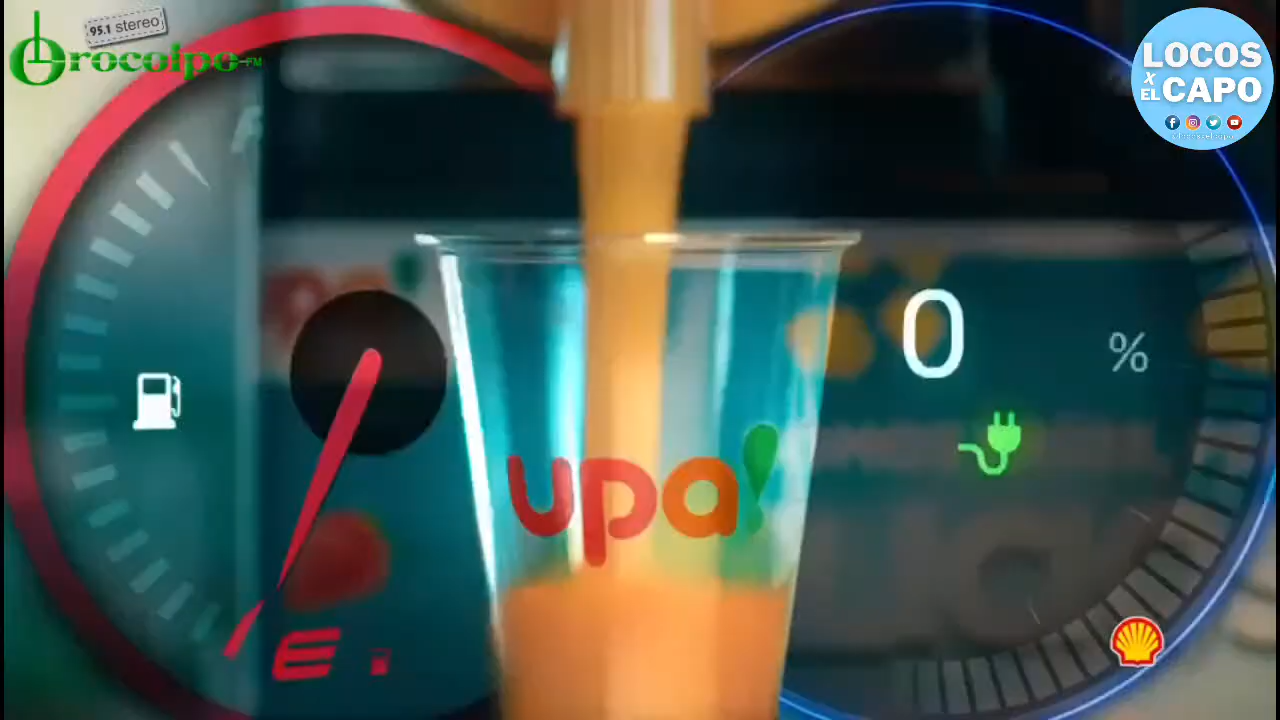 95.1 stereo
Orocoipo FM
LOCOS
X
EL CAPO
F
0
%
upa!
E